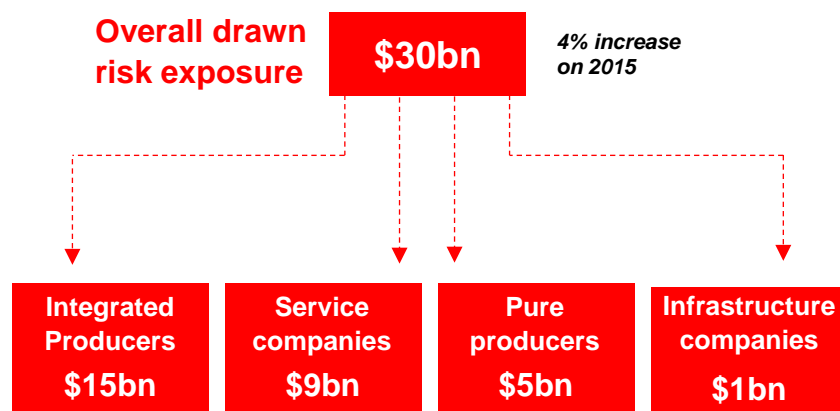 Overall drawn
risk exposure
$30bn
4% increase
on 2015
Integrated
Producers
$15bn
Service
companies
$9bn
Pure
producers
$5bn
Infrastructure
companies
$1bn